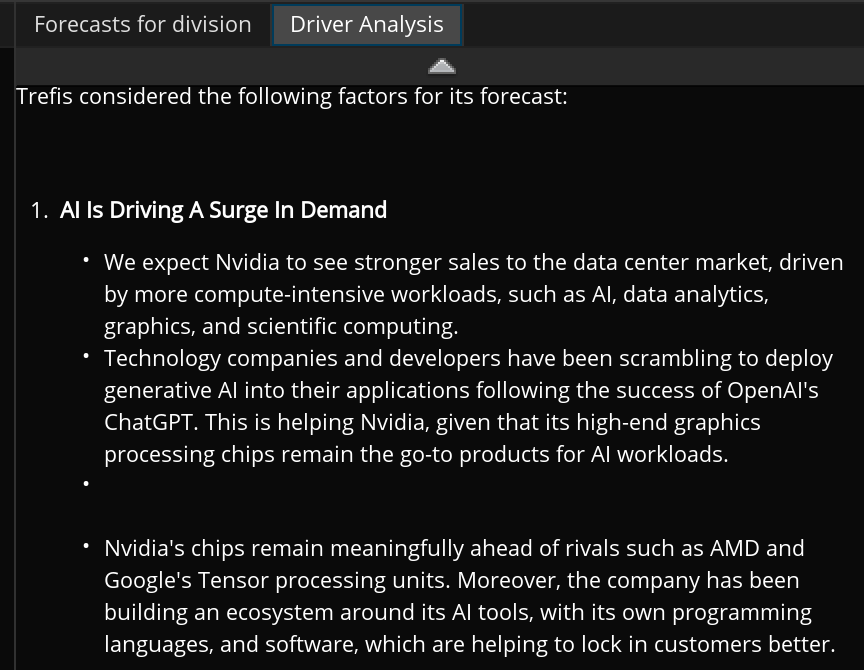 Forecasts for division Driver Analysis
Trefis considered the following factors for its forecast:
1. AI Is Driving A Surge In Demand
• We expect Nvidia to see stronger sales to the data center market, driven
by more compute-intensive workloads, such as AI, data analytics,
graphics, and scientific computing.
• Technology companies and developers have been scrambling to deploy
generative AI into their applications following the success of OpenAI's
ChatGPT. This is helping Nvidia, given that its high-end graphics
processing chips remain the go-to products for AI workloads.
•
• Nvidia's chips remain meaningfully ahead of rivals such as AMD and
Google's Tensor processing units. Moreover, the company has been
building an ecosystem around its AI tools, with its own programming
languages, and software, which are helping to lock in customers better.